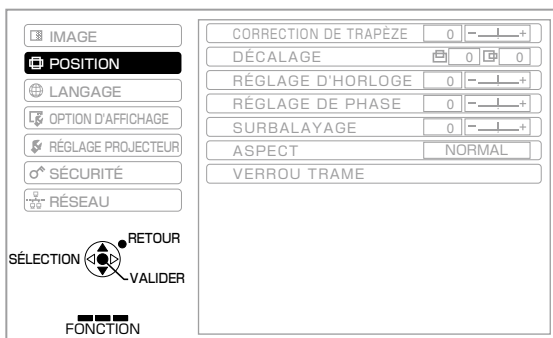 IMAGE
POSITION
LANGAGE
OPTION D'AFFICHAGE
RÉGLAGE PROJECTEUR
SÉCURITÉ
RÉSEAU
RETOUR
SÉLECTION
VALIDER
FONCTION
CORRECTION DE TRAPÈZE 0 - +
DÉCALAGE 0 0
RÉGLAGE D'HORLOGE 0 - +
RÉGLAGE DE PHASE 0 - +
SURBALAYAGE 0 - +
ASPECT NORMAL
VERROU TRAME